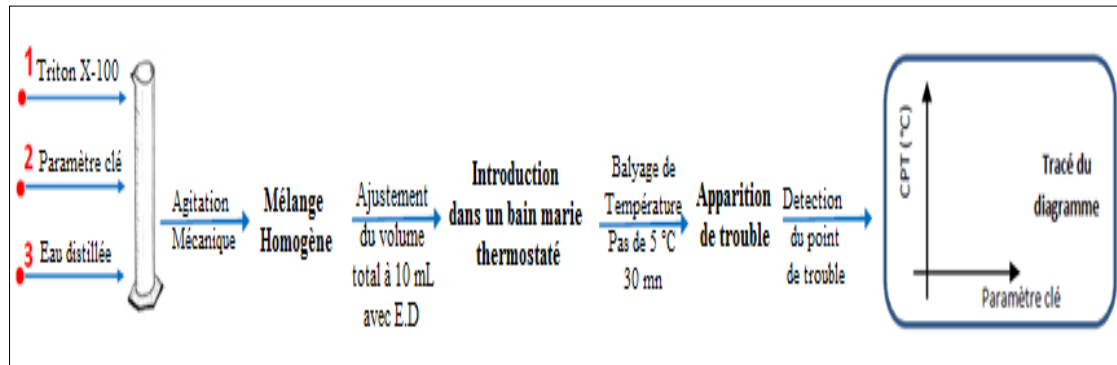 1
Triton X-100
2
Paramètre clé
3
Eau distillée
Agitation
Mécanique
Mélange
Homogène
Ajustement
du volume
total à 10 mL
avec E.D
Introduction
dans un bain marie
thermostaté
Balyage de
Température
Pas de 5 °C
30 mn
Apparition
de trouble
Detection
du point
de trouble
CPT (°C)
Tracé du
diagramme
Paramètre clé